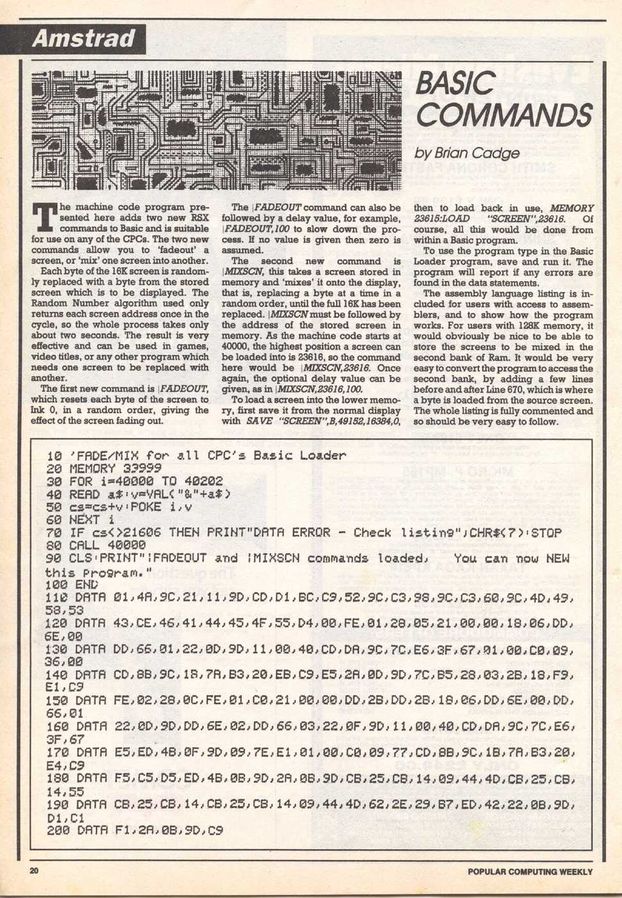 Amstrad
BASIC
COMMANDS
by Brian Cadge
The machine code program pre-
sented here adds two new RSX
commands to Basic and is suitable
for use on any of the CPCs. The two new
commands allow you to 'fadeout' a
screen, or 'mix' one screen into another.
Each byte of the 16K screen is random-
ly replaced with a byte from the stored
screen which is to be displayed. The
Random Number algorithm used only
returns each screen address once in the
cycle, so the whole process takes only
about two seconds. The result is very
effective and can be used in games,
video titles, or any other program which
needs one screen to be replaced with
another.
The first new command is |FADEOUT,
which resets each byte of the screen to
Ink 0, in a random order, giving the
effect of the screen fading out.
The |FADEOUT command can also be
followed by a delay value, for example,
|FADEOUT,100 to slow down the pro-
cess. If no value is given then zero is
assumed.
The second new command is
|MIXSCN, this takes a screen stored in
memory and 'mixes' it onto the display,
that is, replacing a byte at a time in a
random order, until the full 16K has been
replaced. |MIXSCN must be followed by
the address of the stored screen in
memory. As the machine code starts at
40000, the highest position a screen can
be loaded into is 23616, so the command
here would be |MIXSCN,23616. Once
again, the optional delay value can be
given, as in |MIXSCN,23616,100.
To load a screen into the lower memo-
ry, first save it from the normal display
with SAVE "SCREEN",B,49152,16384,0,
then to load back in use, MEMORY
23615:LOAD "SCREEN",23616. Of
course, all this would be done from
within a Basic program.
To use the program type in the Basic
Loader program, save and run it. The
program will report if any errors are
found in the data statements.
The assembly language listing is in-
cluded for users with access to assem-
blers, and to show how the program
works. For users with 128K memory, it
would obviously be nice to be able to
store the screens to be mixed in the
second bank of Ram. It would be very
easy to convert the program to access the
second bank, by adding a few lines
before and after Line 670, which is where
a byte is loaded from the source screen.
The whole listing is fully commented and
so should be very easy to follow.
10 'FADE/MIX for all CPC's Basic Loader
20 MEMORY 39999
30 FOR i=40000 TO 40202
40 READ a$:v=VAL("&"+a$)
50 cs=cs+v:POKE i,v
60 NEXT i
70 IF cs<>21606 THEN PRINT"DATA ERROR - Check listing";CHR$(7):STOP
80 CALL 40000
90 CLS:PRINT"|FADEOUT and |MIXSCN commands loaded, You can now NEW
this program."
100 END
110 DATA 01,4A,9C,21,11,9D,CD,D1,BC,C9,52,9C,C3,98,9C,C3,60,9C,4D,49,
58,53
120 DATA 43,CE,46,41,44,45,4F,55,D4,00,FE,01,28,05,21,00,00,18,06,DD,
6E,00
130 DATA DD,66,01,22,0D,9D,11,00,40,CD,DA,9C,7C,E6,3F,67,01,00,C0,09,
36,00
140 DATA CD,8B,9C,1B,7A,B3,20,EB,C9,E5,2A,0D,9D,7C,B5,28,03,2B,18,F9,
E1,C9
150 DATA FE,02,28,0C,FE,01,C0,21,00,00,DD,2B,DD,2B,18,06,DD,6E,00,DD,
66,01
160 DATA 22,0D,9D,DD,6E,02,DD,66,03,22,0F,9D,11,00,40,CD,DA,9C,7C,E6,
3F,67
170 DATA E5,ED,4B,0F,9D,09,7E,E1,01,00,C0,09,77,CD,8B,9C,1B,7A,B3,20,
E4,C9
180 DATA F5,C5,D5,ED,4B,0B,9D,2A,0B,9D,CB,25,CB,14,09,44,4D,CB,25,CB,
14,55
190 DATA CB,25,CB,14,CB,25,CB,14,09,44,4D,62,2E,29,B7,ED,42,22,0B,9D,
D1,C1
200 DATA F1,2A,0B,9D,C9
20
POPULAR COMPUTING WEEKLY